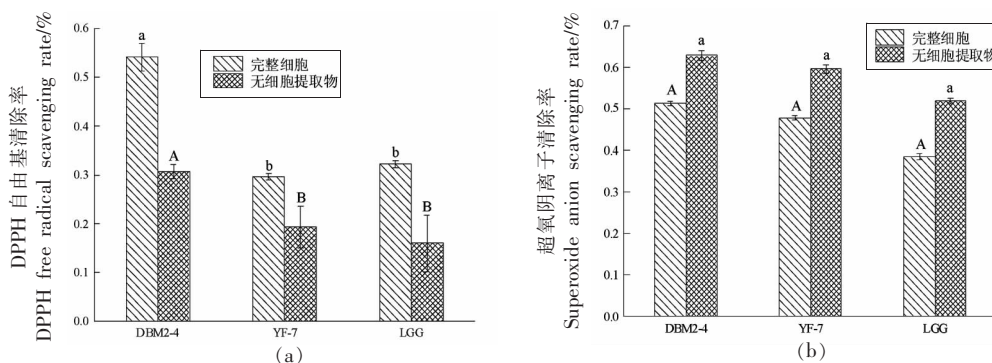 DPPH 自由基清除率
DPPH free radical scavenging rate/%
0.6
0.5
0.4
0.3
0.2
0.1
0.0
完整细胞
无细胞提取物
a
A
b
B
b
B
DBM2-4
YF-7
LGG
(a)
超氧阴离子清除率
Superoxide anion scavenging rate/%
0.7
0.6
0.5
0.4
0.3
0.2
0.1
0.0
完整细胞
无细胞提取物
A
a
A
a
A
a
DBM2-4
YF-7
LGG
(b)